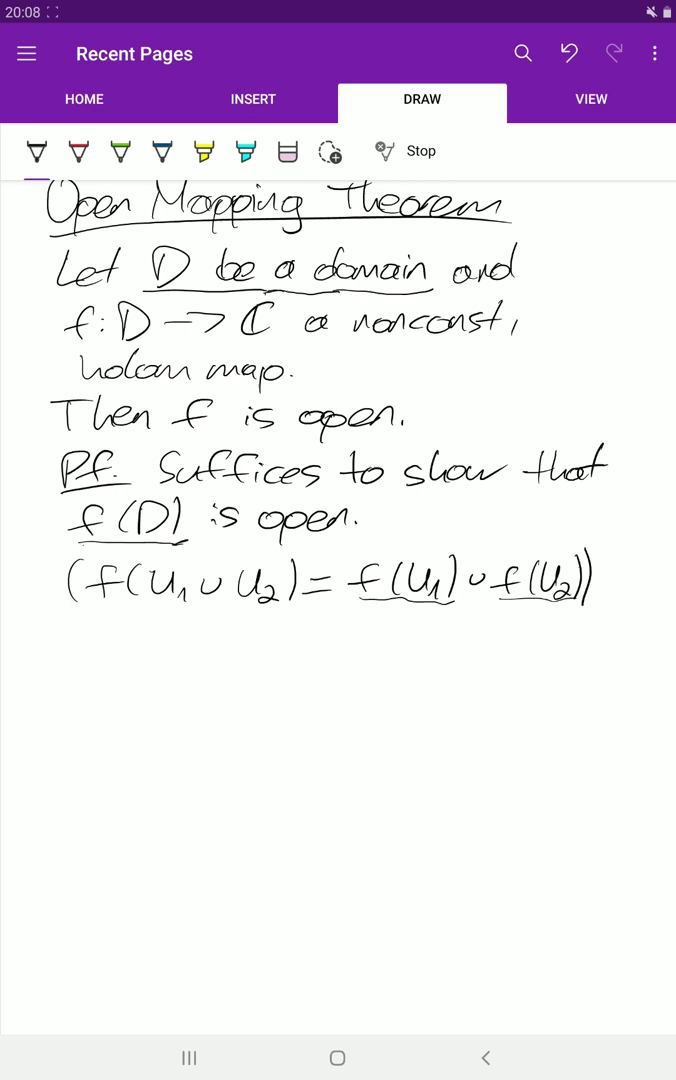 20:08
Recent Pages
HOME INSERT DRAW VIEW
Stop
Open Mapping Theorem
Let D be a domain and
f: D → ℂ a nonconst,
holom map.
Then f is open.
Pf. Suffices to show that
f(D) is open.
(f(U₁ ∪ U₂) = f(U₁) ∪ f(U₂))